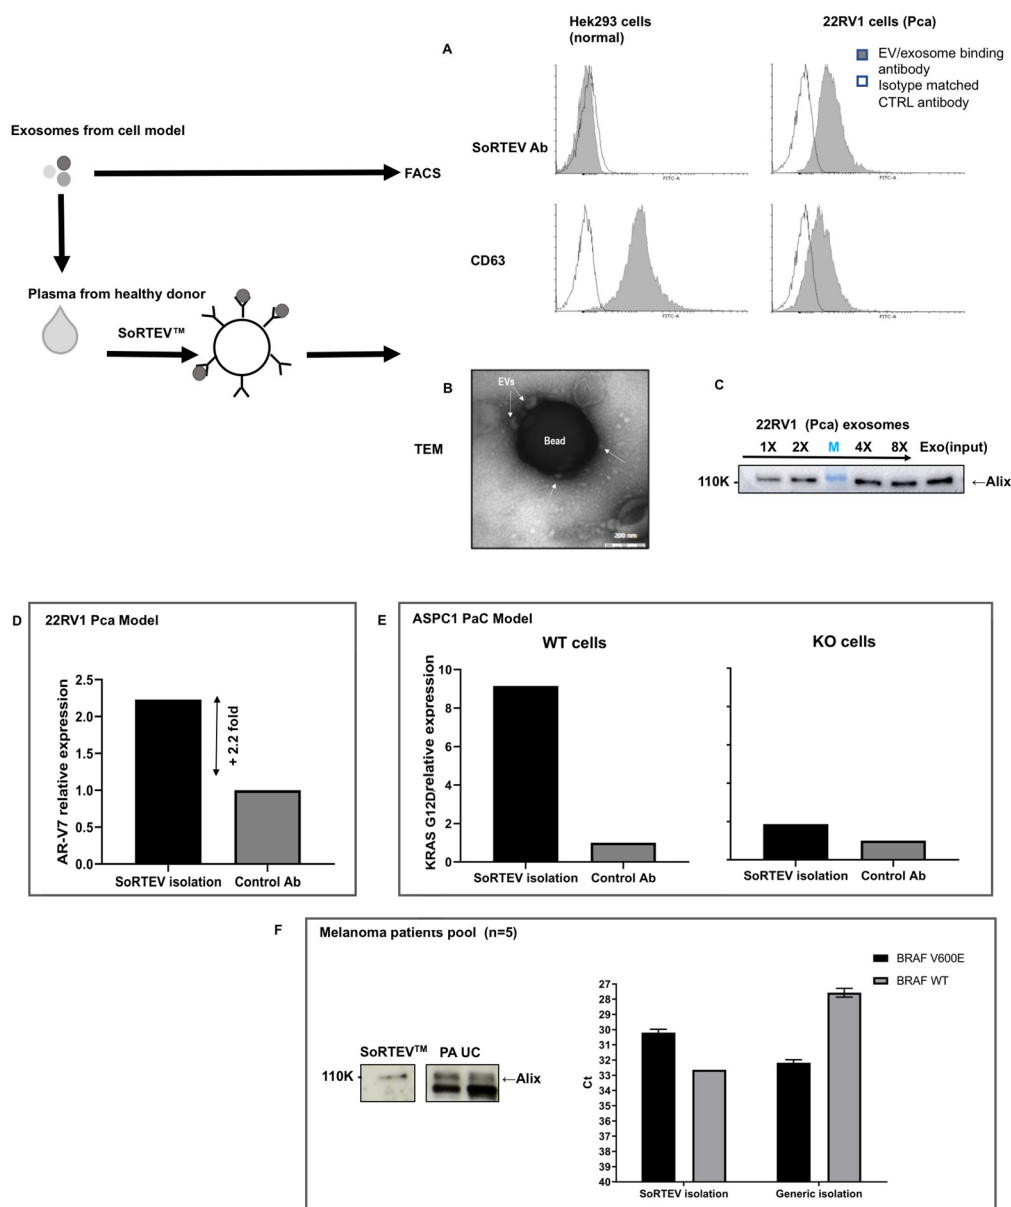 Hek293 cells
(normal)
22RV1 cells (Pca)
A
EV/exosome binding
antibody
Isotype matched
CTRL antibody
Exosomes from cell model
FACS
SoRTEV Ab
FITC-A
FITC-A
CD63
FITC-A
FITC-A
Plasma from healthy donor
SoRTEV™
TEM
B
EVs
Bead
200 nm
C
22RV1 (Pca) exosomes
1X 2X M 4X 8X Exo(input)
110K
←Alix
D
22RV1 Pca Model
AR-V7 relative expression
2.5
2.0
1.5
1.0
0.5
0.0
+ 2.2 fold
SoRTEV isolation Control Ab
E
ASPC1 PaC Model
WT cells
KO cells
KRAS G12Drelative expression
10
8
6
4
2
0
SoRTEV isolation Control Ab
SoRTEV isolation Control Ab
F
Melanoma patients pool (n=5)
BRAF V600E
BRAF WT
SoRTEV™ PA UC
110K
←Alix
Ct
27
28
29
30
31
32
33
34
35
36
37
38
39
40
SoRTEV isolation Generic isolation